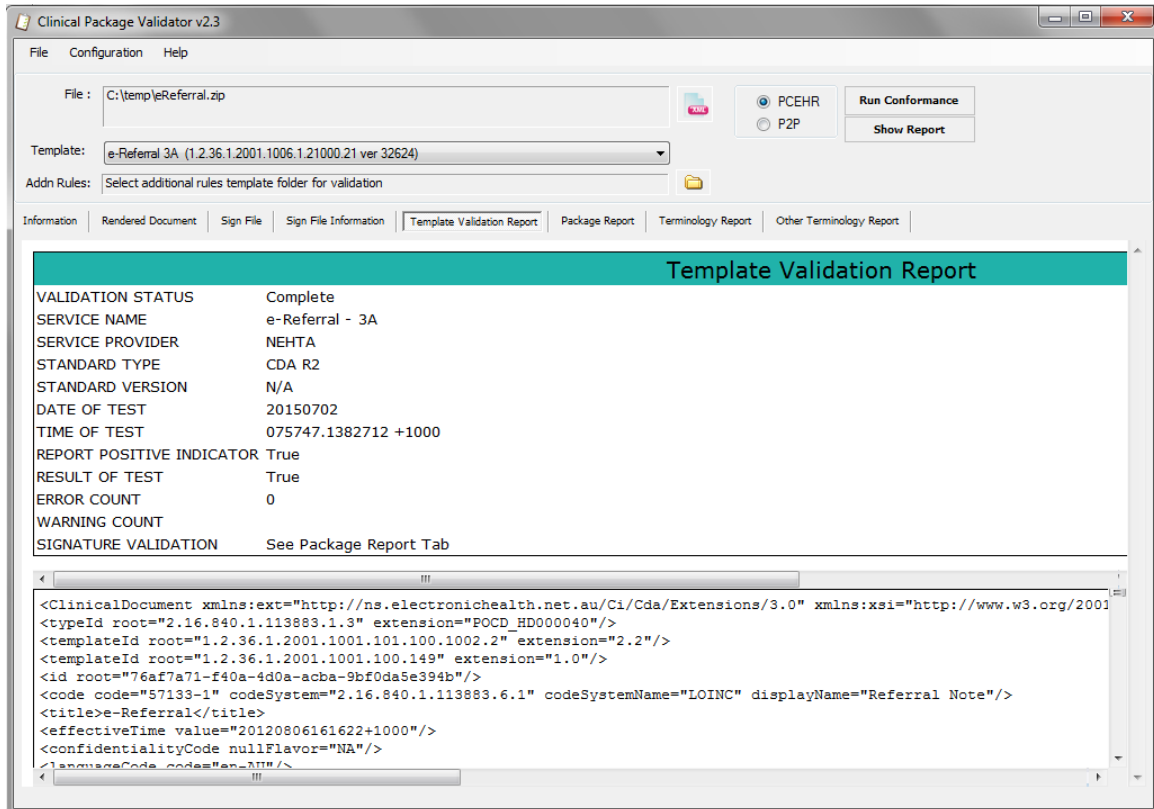 Clinical Package Validator v2.3
File Configuration Help
File : C:\temp\eReferral.zip
XML
PCEHR
P2P
Run Conformance
Show Report
Template: e-Referral 3A (1.2.36.1.2001.1006.1.21000.21 ver 32624)
Addn Rules: Select additional rules template folder for validation
Information Rendered Document Sign File Sign File Information Template Validation Report Package Report Terminology Report Other Terminology Report
Template Validation Report
VALIDATION STATUS Complete
SERVICE NAME e-Referral - 3A
SERVICE PROVIDER NEHTA
STANDARD TYPE CDA R2
STANDARD VERSION N/A
DATE OF TEST 20150702
TIME OF TEST 075747.1382712 +1000
REPORT POSITIVE INDICATOR True
RESULT OF TEST True
ERROR COUNT 0
WARNING COUNT
SIGNATURE VALIDATION See Package Report Tab
<ClinicalDocument xmlns:ext="http://ns.electronichealth.net.au/Ci/Cda/Extensions/3.0" xmlns:xsi="http://www.w3.org/2001
<typeId root="2.16.840.1.113883.1.3" extension="POCD_HD000040"/>
<templateId root="1.2.36.1.2001.1001.101.100.1002.2" extension="2.2"/>
<templateId root="1.2.36.1.2001.1001.100.149" extension="1.0"/>
<id root="76af7a71-f40a-4d0a-acba-9bf0da5e394b"/>
<code code="57133-1" codeSystem="2.16.840.1.113883.6.1" codeSystemName="LOINC" displayName="Referral Note"/>
<title>e-Referral</title>
<effectiveTime value="20120806161622+1000"/>
<confidentialityCode nullFlavor="NA"/>
<languageCode code="en-AU"/>